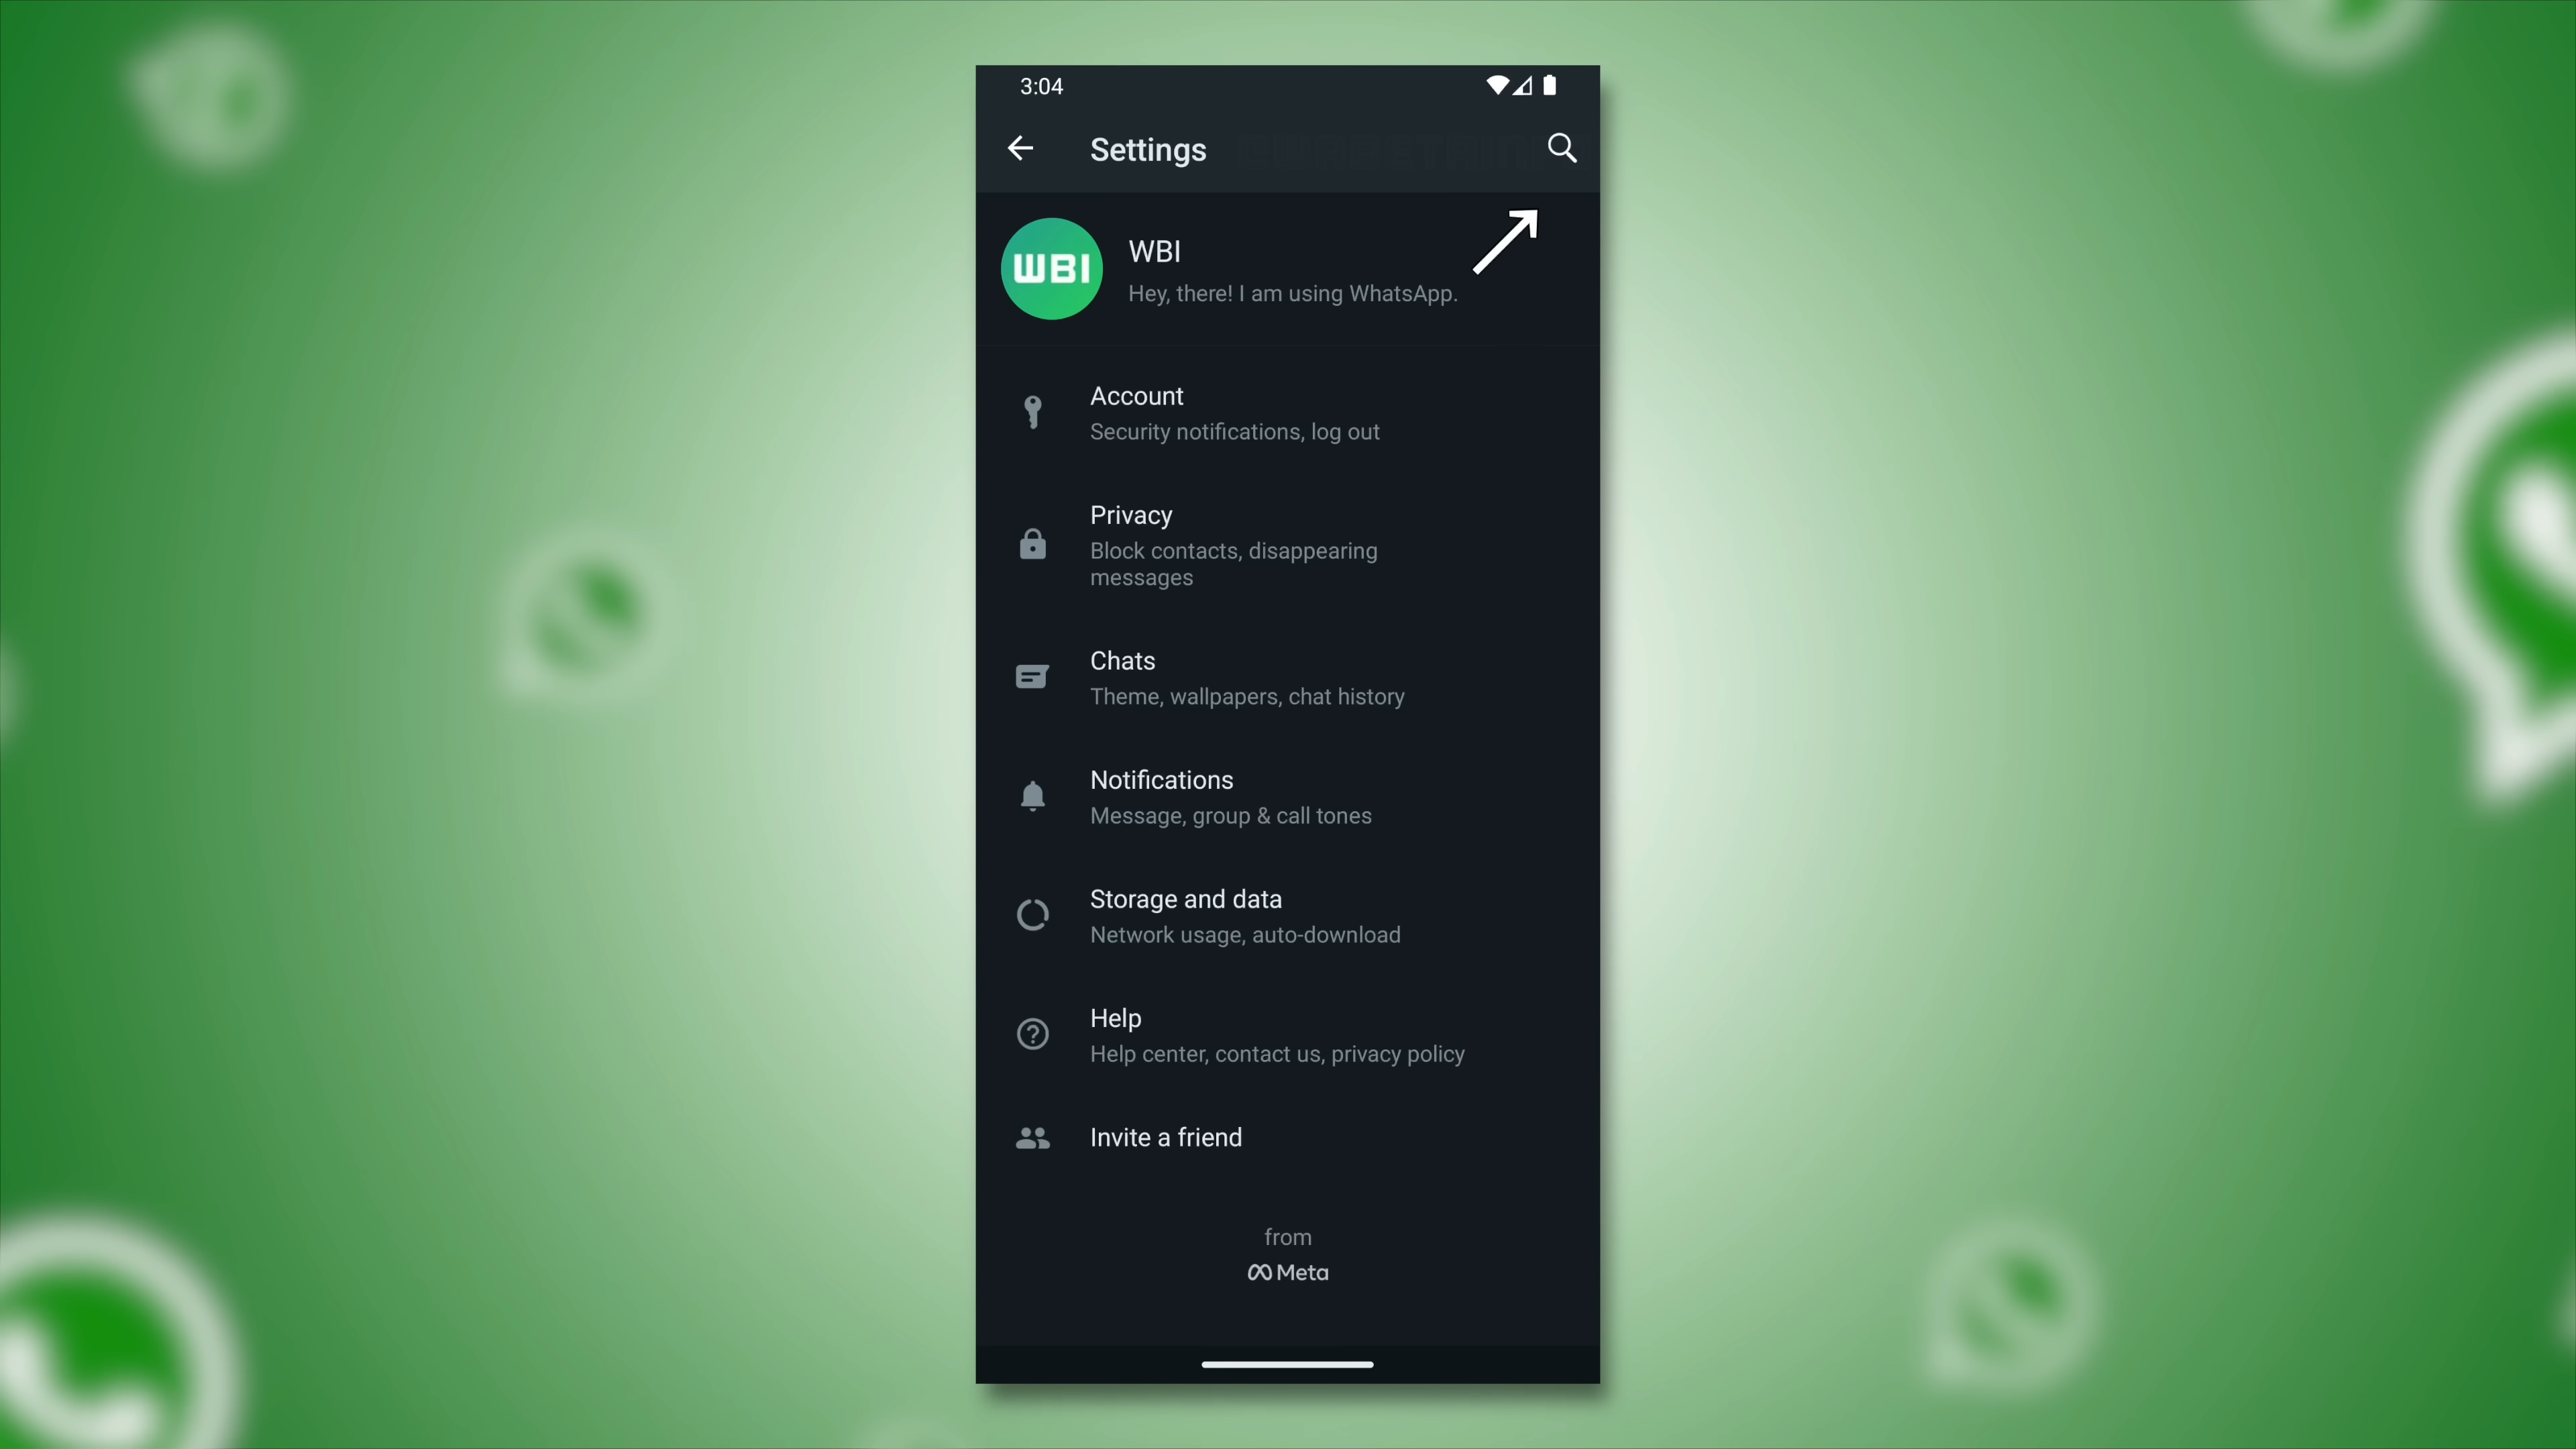 3:04
Settings
WBI
WBI
Hey, there! I am using WhatsApp.
Account
Security notifications, log out
Privacy
Block contacts, disappearing
messages
Chats
Theme, wallpapers, chat history
Notifications
Message, group & call tones
Storage and data
Network usage, auto-download
Help
Help center, contact us, privacy policy
Invite a friend
from
Meta